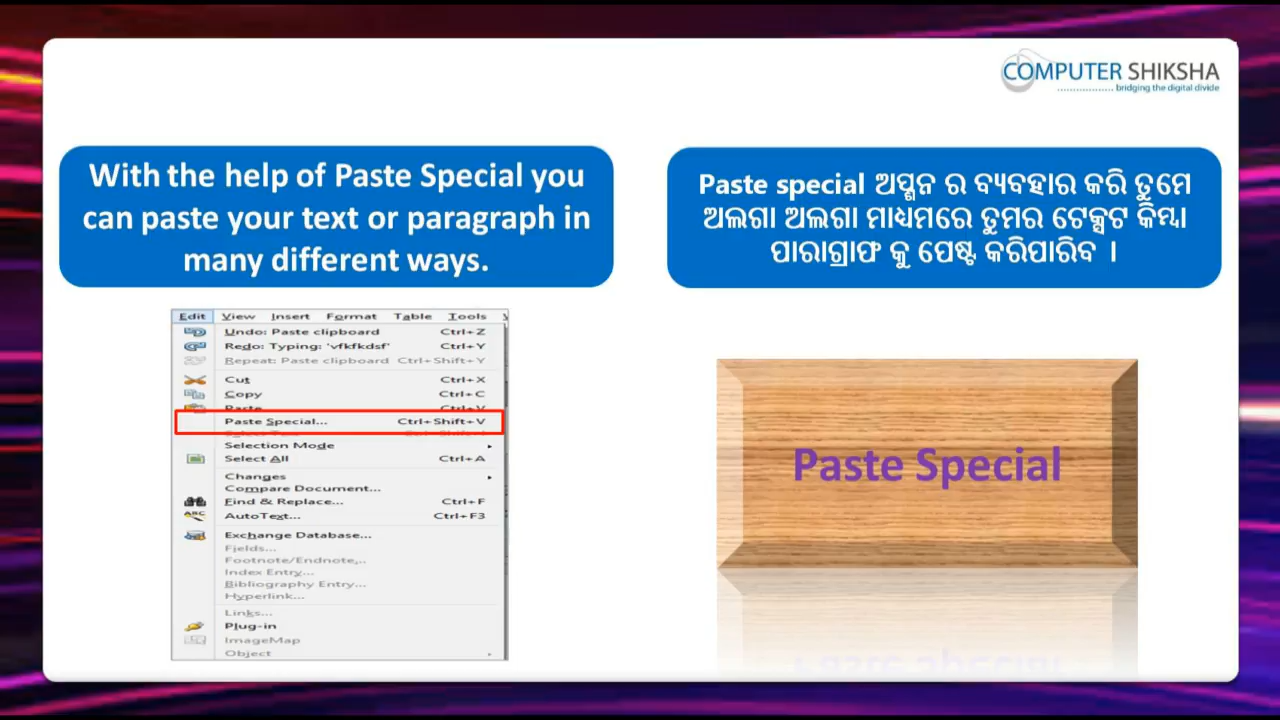 COMPUTER SHIKSHA
bridging the digital divide
With the help of Paste Special you
can paste your text or paragraph in
many different ways.
Paste special ଅପ୍ସନ ର ବ୍ୟବହାର କରି ତୁମେ
ଅଲଗା ଅଲଗା ମାଧ୍ୟମରେ ତୁମର ଟେକ୍ସଟ କିମ୍ବା
ପାରାଗ୍ରାଫ କୁ ପେଷ୍ଟ କରିପାରିବ ।
Edit View Insert Format Table Tools
Undo: Paste clipboard Ctrl+Z
Redo: Typing: 'vfkfkdsf' Ctrl+Y
Repeat: Paste clipboard Ctrl+Shift+Y
Cut Ctrl+X
Copy Ctrl+C
Paste Ctrl+V
Paste Special... Ctrl+Shift+V
Selection Mode
Select All Ctrl+A
Changes
Compare Document...
Find & Replace... Ctrl+F
AutoText... Ctrl+F3
Exchange Database...
Fields...
Footnote/Endnote...
Index Entry...
Bibliography Entry...
Hyperlink...
Links...
Plug-in
ImageMap
Object
Paste Special